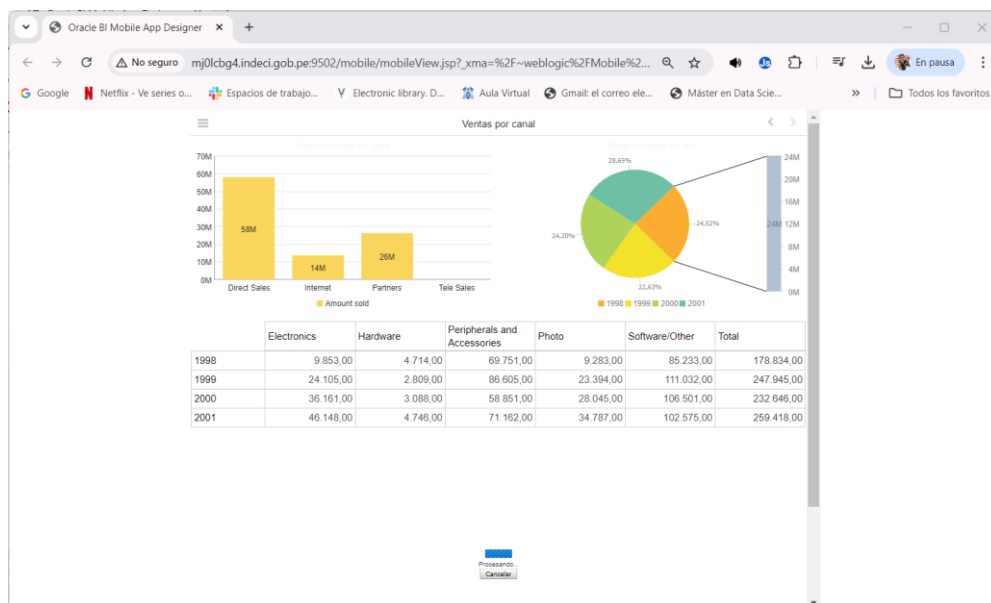 Oracle BI Mobile App Designer
No seguro mj0lcbg4.indeci.gob.pe:9502/mobile/mobileView.jsp?_xma=%2F~weblogic%2FMobile%2... Js En pausa
Google Netflix - Ve series o... Espacios de trabajo... Electronic library. D... Aula Virtual Gmail: el correo ele... Máster en Data Scie... » Todos los favoritos
Ventas por canal
70M
60M
50M
40M
30M
20M
10M
0M
58M
14M
26M
Direct Sales Internet Partners Tele Sales
Amount sold
28,65%
24,52%
24,20%
22,63%
1998 1999 2000 2001
24M
20M
16M
24M 12M
8M
4M
0M
Electronics Hardware Peripherals and Accessories Photo Software/Other Total
1998 9.853,00 4.714,00 69.751,00 9.283,00 85.233,00 178.834,00
1999 24.105,00 2.809,00 86.605,00 23.394,00 111.032,00 247.945,00
2000 36.161,00 3.088,00 58.851,00 28.045,00 106.501,00 232.646,00
2001 46.148,00 4.746,00 71.162,00 34.787,00 102.575,00 259.418,00
Procesando...
Cancelar